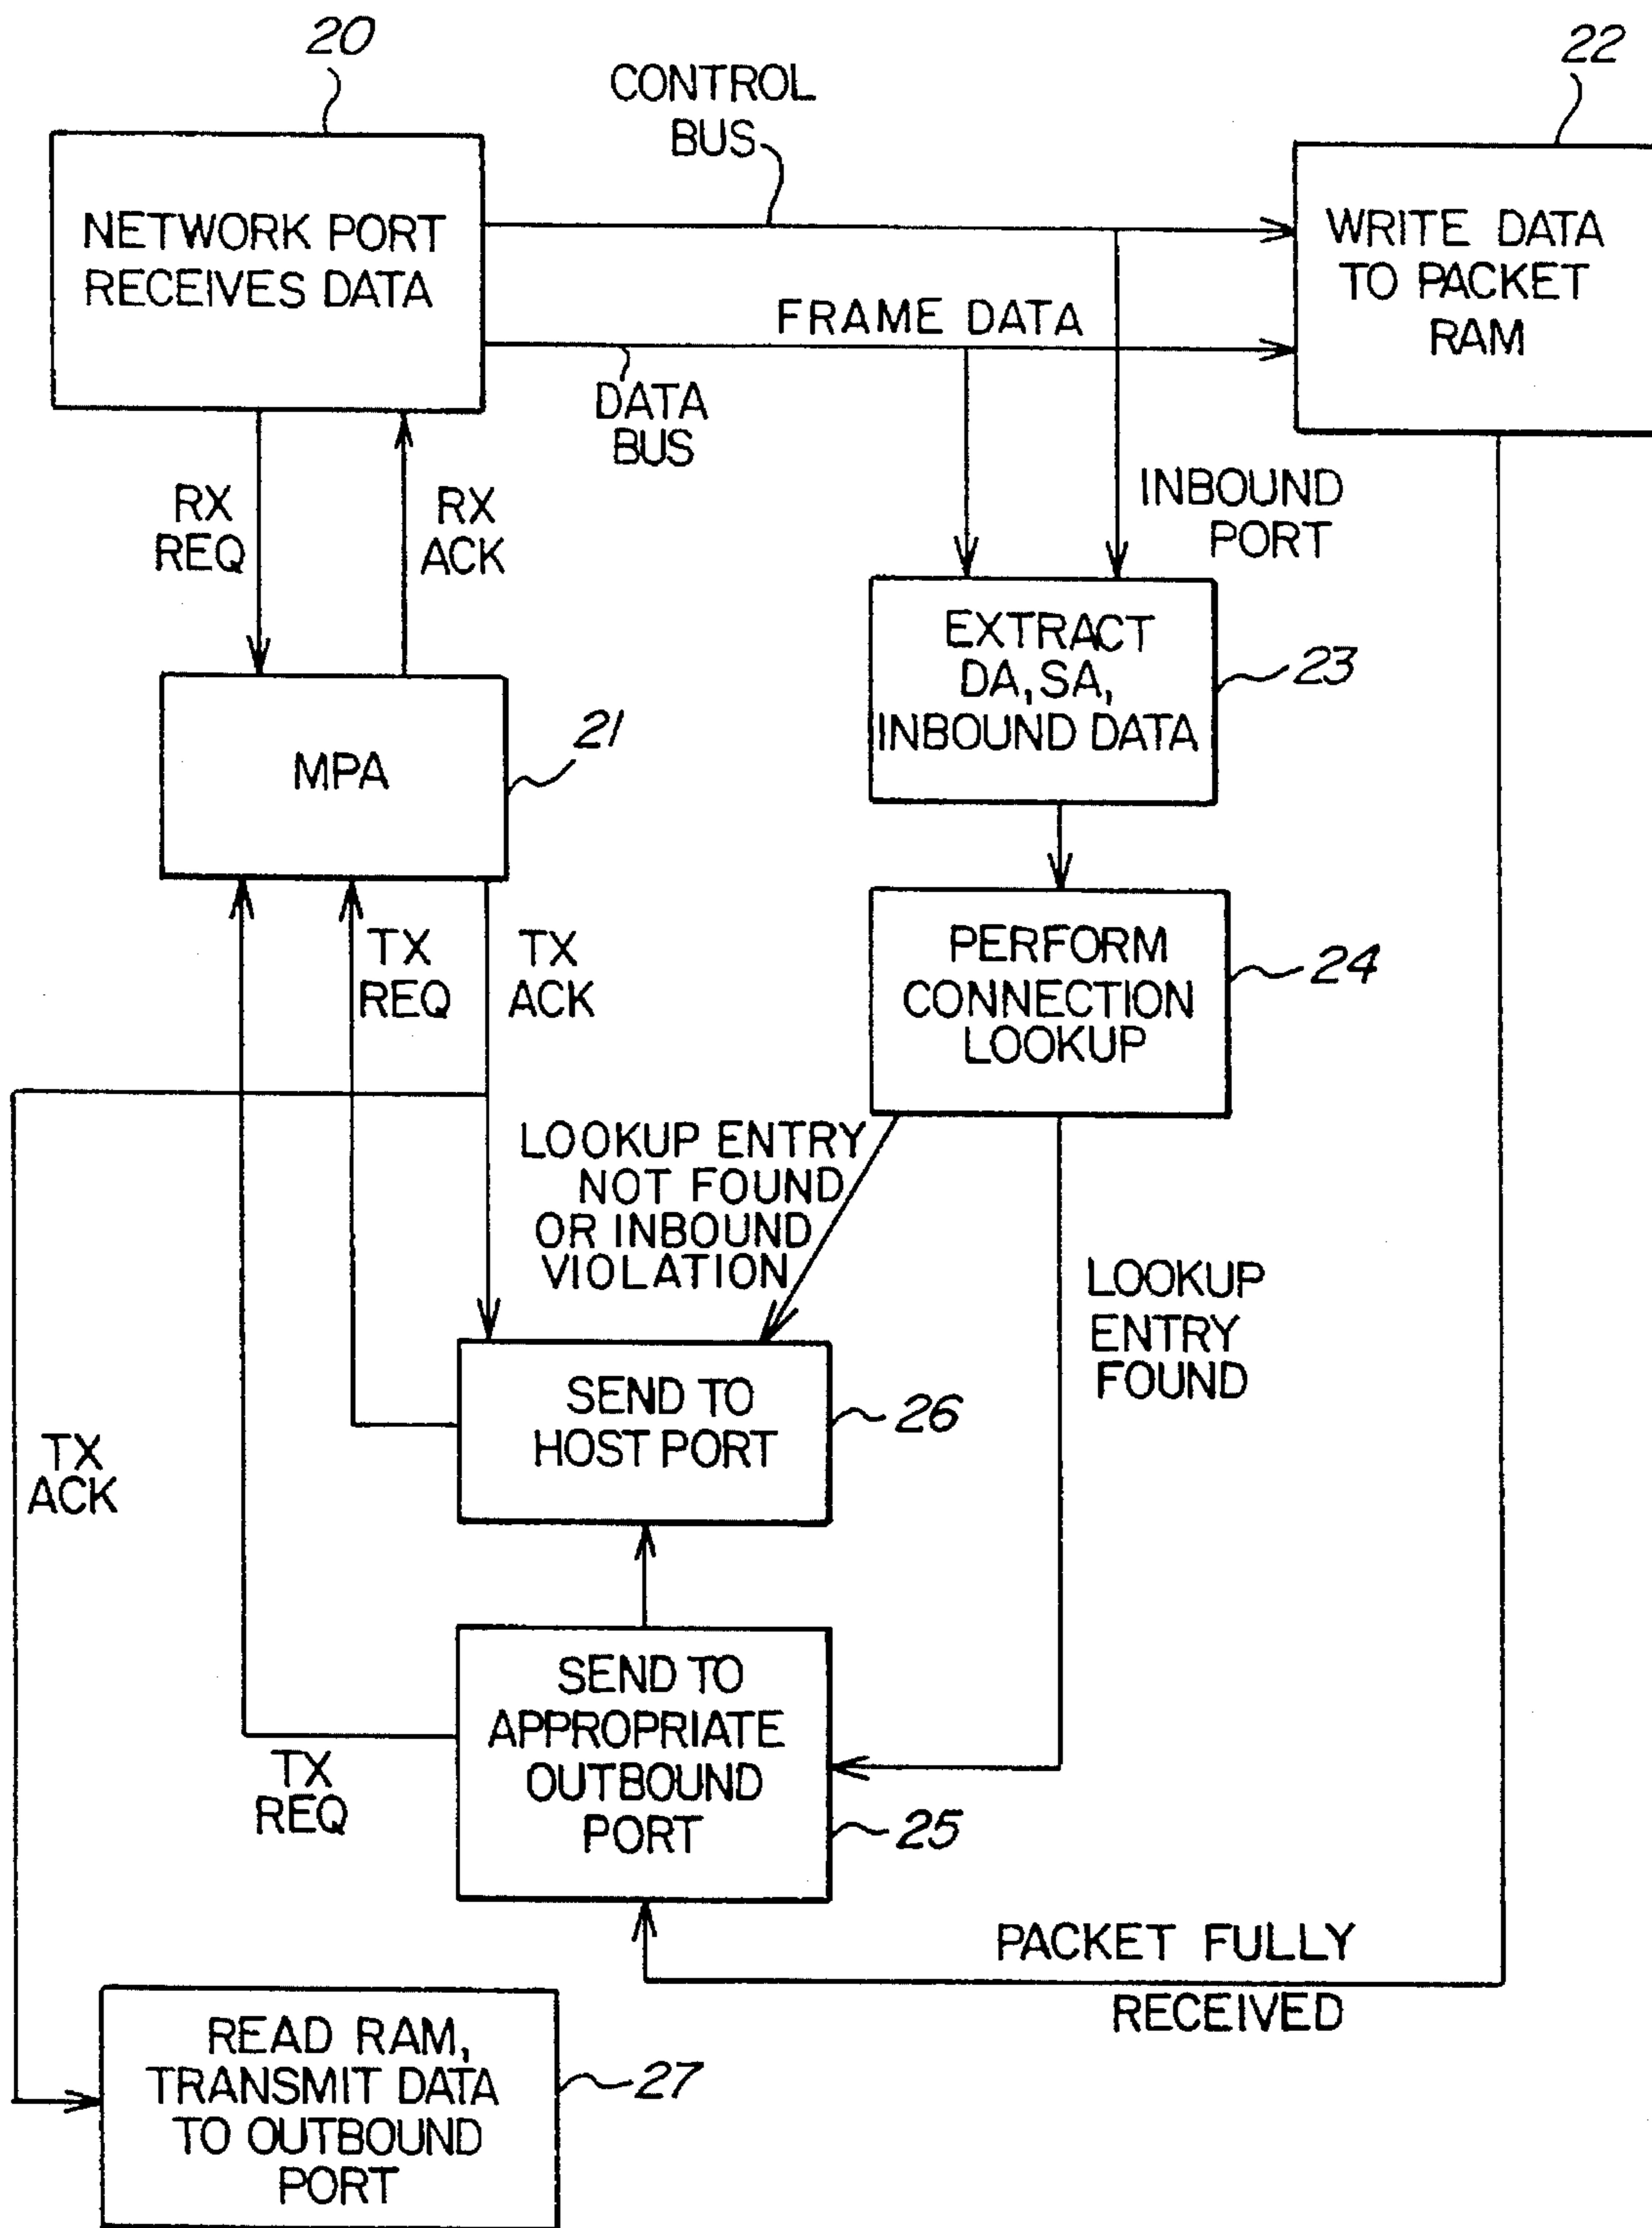 20
CONTROL
BUS
22
NETWORK PORT
RECEIVES DATA
WRITE DATA
TO PACKET
RAM
FRAME DATA
DATA
BUS
RX
REQ
RX
ACK
INBOUND
PORT
EXTRACT
DA, SA,
INBOUND DATA
23
MPA
21
TX
REQ
TX
ACK
PERFORM
CONNECTION
LOOKUP
24
LOOKUP ENTRY
NOT FOUND
OR INBOUND
VIOLATION
LOOKUP
ENTRY
FOUND
SEND TO
HOST PORT
26
TX
ACK
SEND TO
APPROPRIATE
OUTBOUND
PORT
25
TX
REQ
PACKET FULLY
RECEIVED
READ RAM,
TRANSMIT DATA
TO OUTBOUND
PORT
27